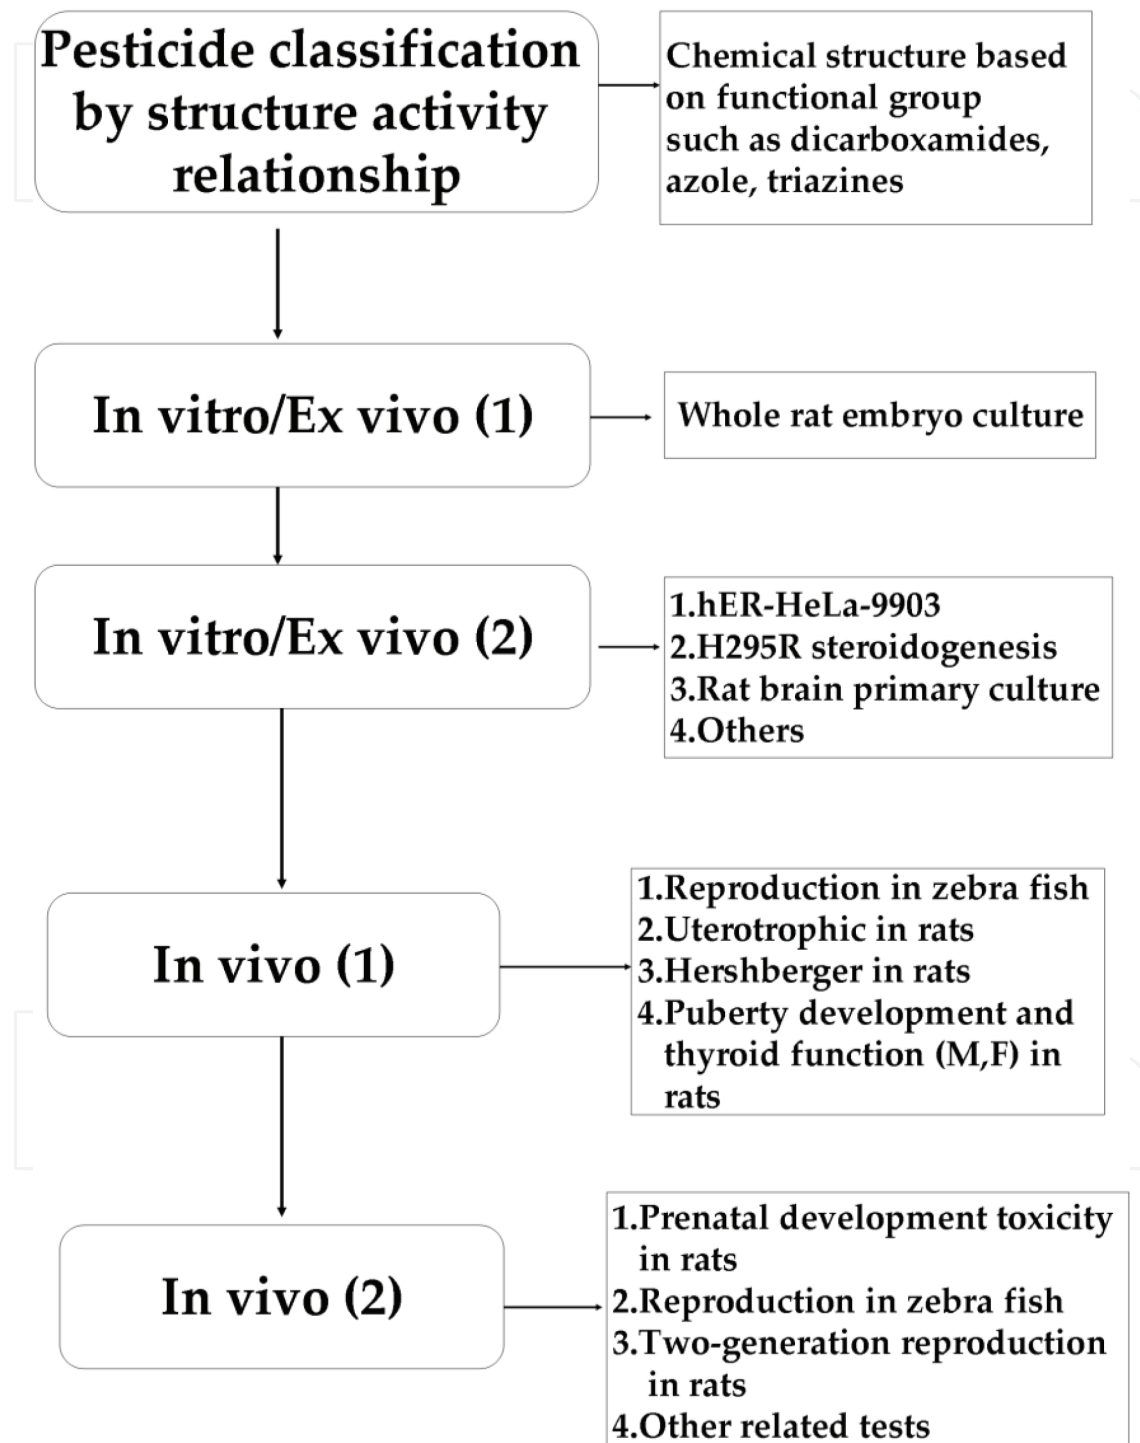 Pesticide classification
by structure activity
relationship
Chemical structure based
on functional group
such as dicarboxamides,
azole, triazines
In vitro/Ex vivo (1)
Whole rat embryo culture
In vitro/Ex vivo (2)
1.hER-HeLa-9903
2.H295R steroidogenesis
3.Rat brain primary culture
4.Others
In vivo (1)
1.Reproduction in zebra fish
2.Uterotrophic in rats
3.Hershberger in rats
4.Puberty development and
thyroid function (M,F) in
rats
In vivo (2)
1.Prenatal development toxicity
in rats
2.Reproduction in zebra fish
3.Two-generation reproduction
in rats
4.Other related tests